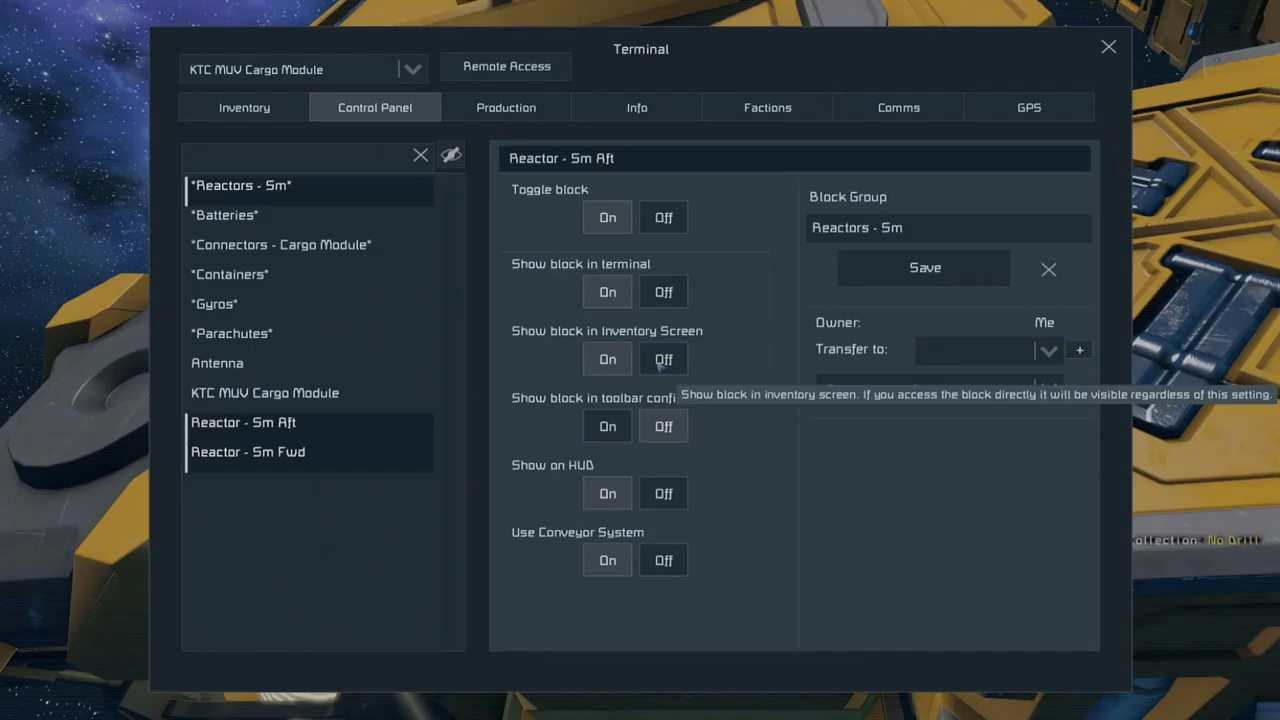 Terminal
KTC MUV Cargo Module
Remote Access
Inventory
Control Panel
Production
Info
Factions
Comms
GPS
*Reactors - Sm*
*Batteries*
*Connectors - Cargo Module*
*Containers*
*Gyros*
*Parachutes*
Antenna
KTC MUV Cargo Module
Reactor - Sm Aft
Reactor - Sm Fwd
Reactor - Sm Aft
Toggle block
On Off
Show block in terminal
On Off
Show block in Inventory Screen
On Off
Show block in toolbar confi
On Off
Show on HUD
On Off
Use Conveyor System
On Off
Block Group
Reactors - Sm
Save
Owner: Me
Transfer to: +
Show block in inventory screen. If you access the block directly it will be visible regardless of this setting.
ollection: No Drill